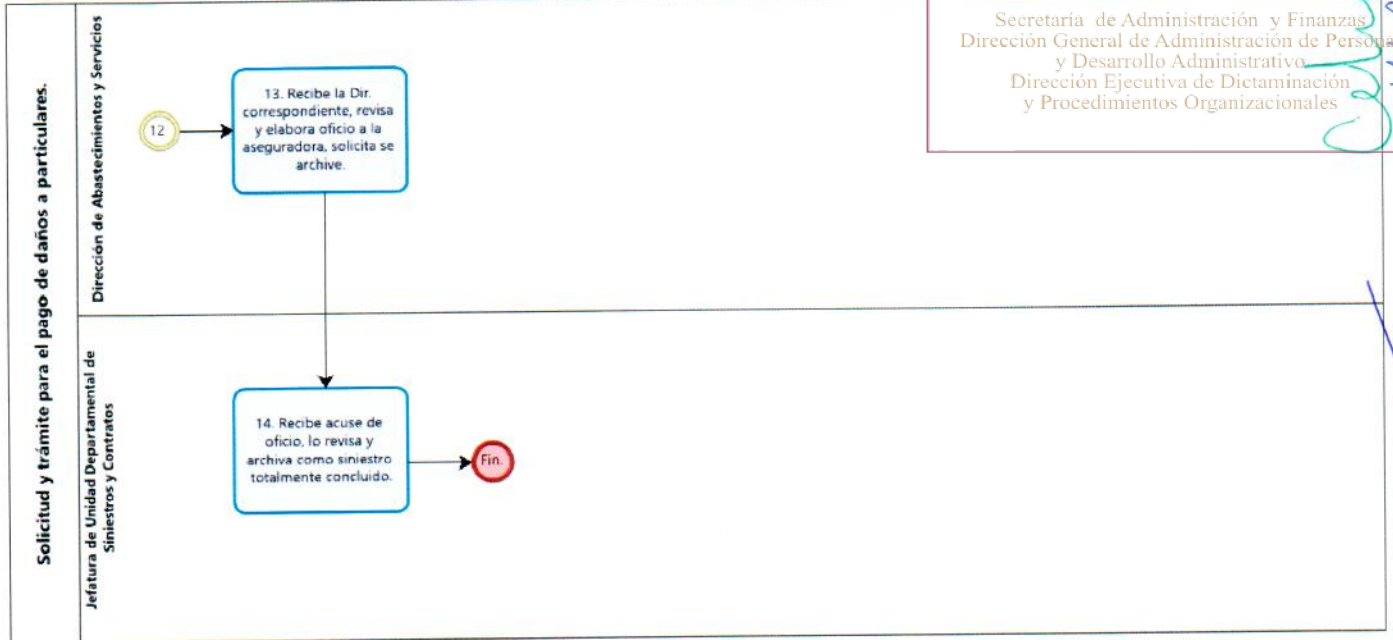 Solicitud y trámite para el pago de daños a particulares.
Dirección de Abastecimientos y Servicios
12
13. Recibe la Dir.
correspondiente, revisa
y elabora oficio a la
aseguradora, solicita se
archive.
Secretaría de Administración y Finanzas
Dirección General de Administración de Personal
y Desarrollo Administrativo
Dirección Ejecutiva de Dictaminación
y Procedimientos Organizacionales
Jefatura de Unidad Departamental de
Siniestros y Contratos
14. Recibe acuse de
oficio, lo revisa y
archiva como siniestro
totalmente concluido.
Fin.